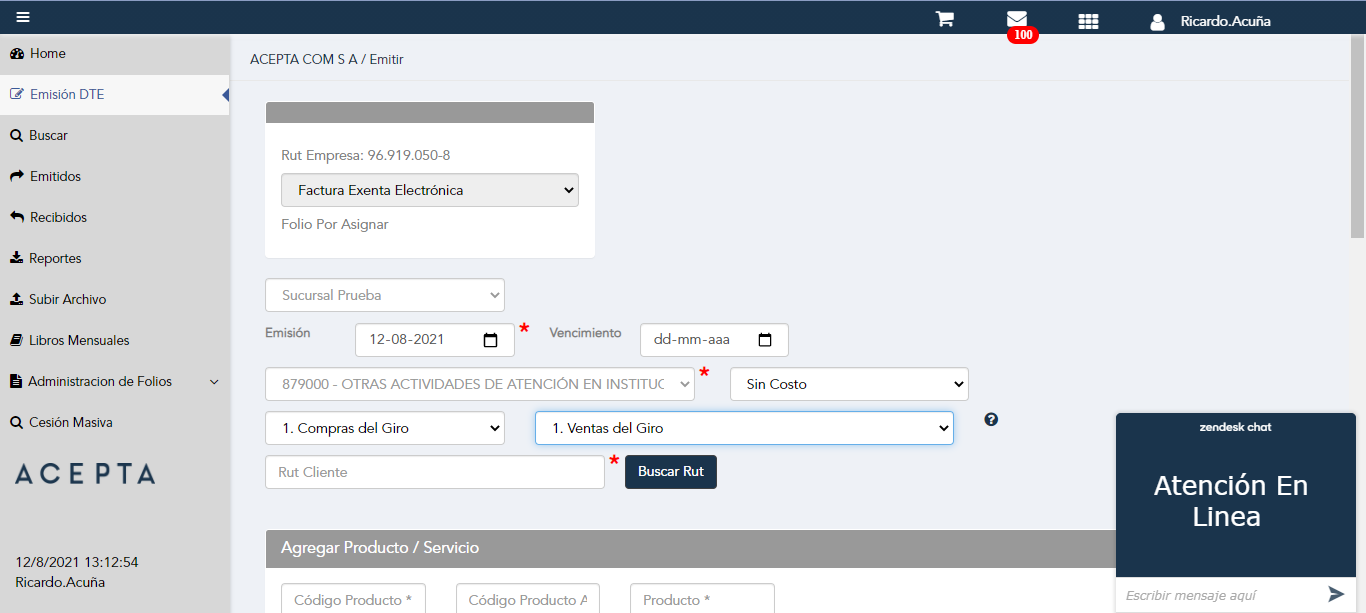 Ricardo.Acuña
100
Home
Emisión DTE
Buscar
Emitidos
Recibidos
Reportes
Subir Archivo
Libros Mensuales
Administracion de Folios
Cesión Masiva
ACEPTA
12/8/2021 13:12:54
Ricardo.Acuña
ACEPTA COM S A / Emitir
Rut Empresa: 96.919.050-8
Factura Exenta Electrónica
Folio Por Asignar
Sucursal Prueba
Emisión 12-08-2021 * Vencimiento dd-mm-aaa
879000 - OTRAS ACTIVIDADES DE ATENCIÓN EN INSTITUC * Sin Costo
1. Compras del Giro 1. Ventas del Giro ?
Rut Cliente * Buscar Rut
Agregar Producto / Servicio
Código Producto * Código Producto A Producto *
zendesk chat
Atención En
Linea
Escribir mensaje aquí